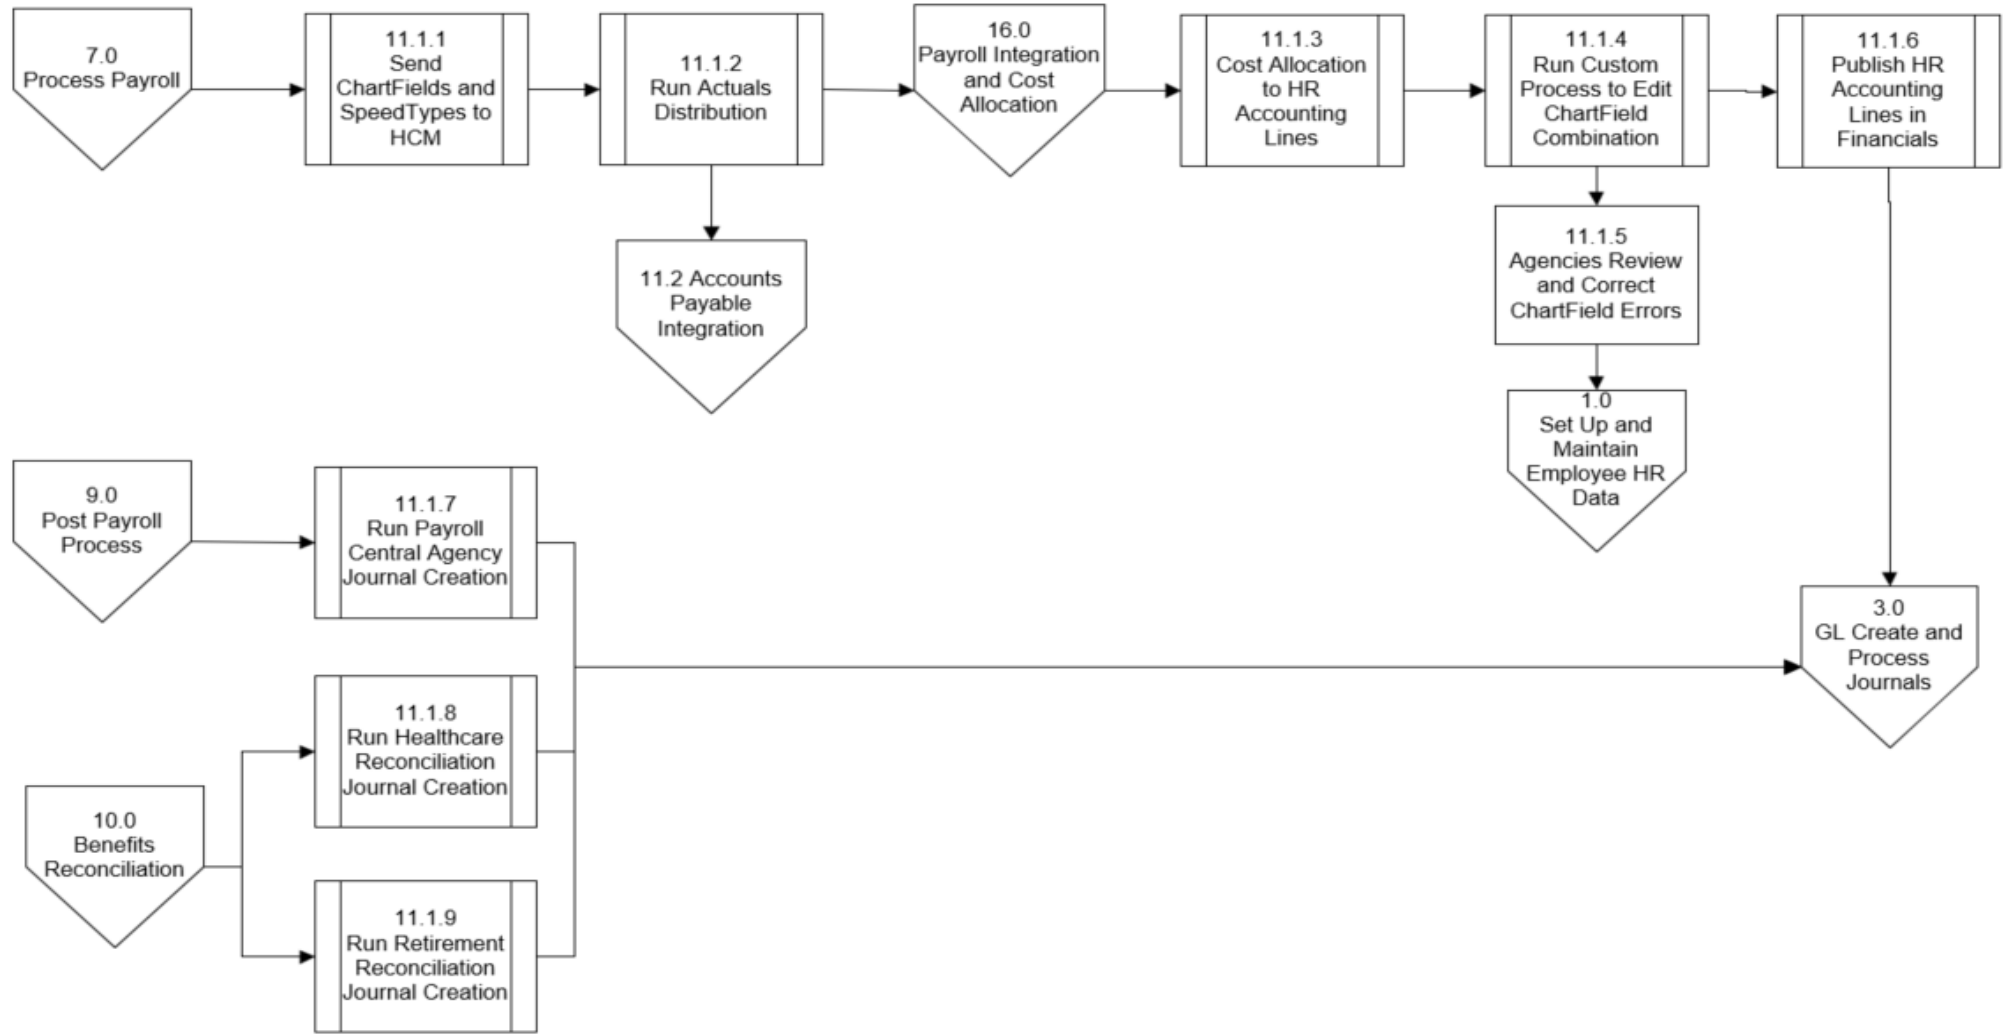 7.0
Process Payroll
11.1.1
Send
ChartFields and
SpeedTypes to
HCM
11.1.2
Run Actuals
Distribution
16.0
Payroll Integration
and Cost
Allocation
11.1.3
Cost Allocation
to HR
Accounting
Lines
11.1.4
Run Custom
Process to Edit
ChartField
Combination
11.1.6
Publish HR
Accounting
Lines in
Financials
11.2 Accounts
Payable
Integration
11.1.5
Agencies Review
and Correct
ChartField Errors
1.0
Set Up and
Maintain
Employee HR
Data
9.0
Post Payroll
Process
11.1.7
Run Payroll
Central Agency
Journal Creation
3.0
GL Create and
Process
Journals
11.1.8
Run Healthcare
Reconciliation
Journal Creation
10.0
Benefits
Reconciliation
11.1.9
Run Retirement
Reconciliation
Journal Creation